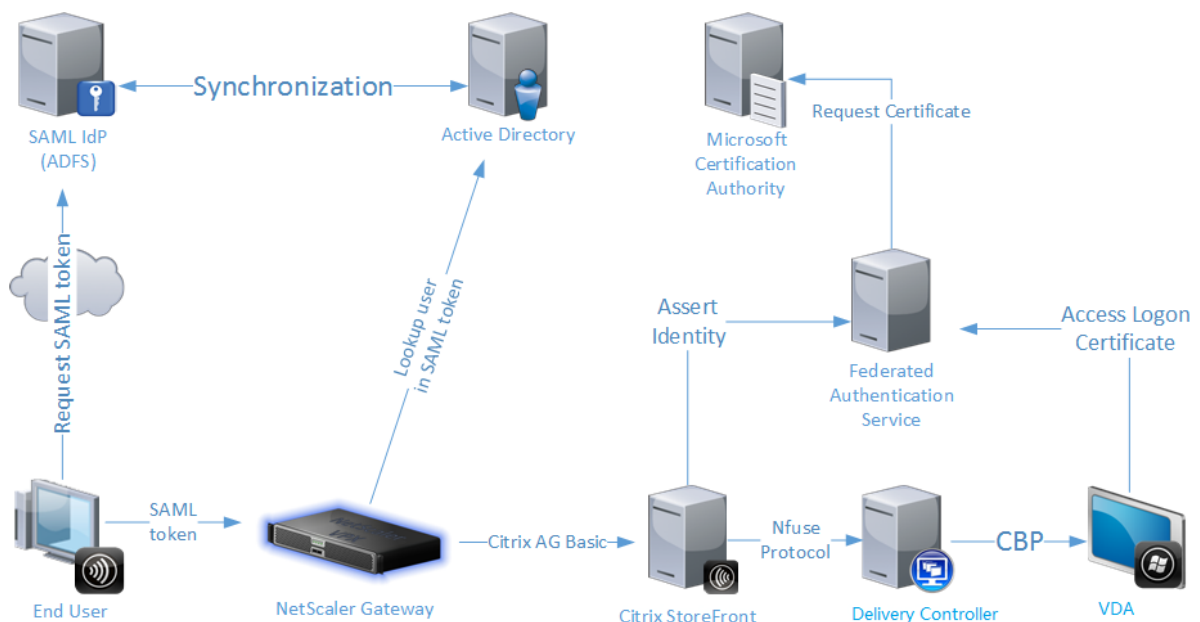 Synchronization
SAML IdP
(ADFS)
Active Directory
Request Certificate
Microsoft
Certification
Authority
Request SAML token
Lookup user
in SAML token
Assert
Identity
Access Logon
Certificate
Federated
Authentication
Service
SAML
token
NetScaler
VPX
Citrix AG Basic
Nfuse
Protocol
CBP
End User
NetScaler Gateway
Citrix StoreFront
Delivery Controller
VDA